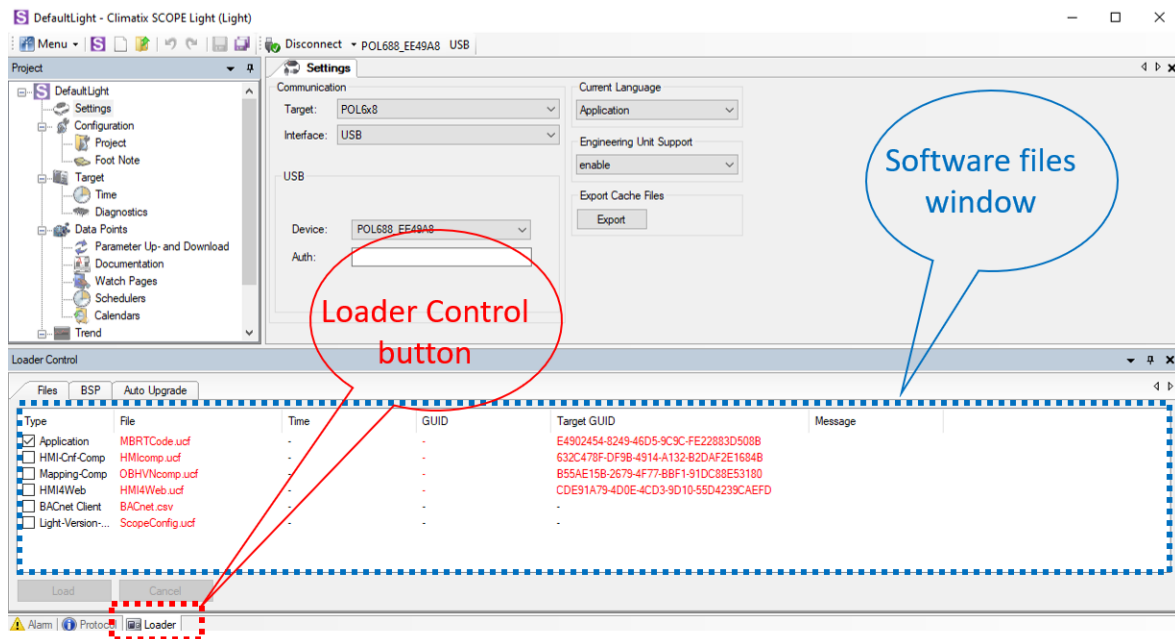 DefaultLight - Climatix SCOPE Light (Light)
Menu Disconnect POL688_EE49A8 USB
Project
DefaultLight
Settings
Configuration
Project
Foot Note
Target
Time
Diagnostics
Data Points
Parameter Up- and Download
Documentation
Watch Pages
Schedulers
Calendars
Trend
Settings
Communication
Target: POL6x8
Interface: USB
USB
Device: POL688_EE49A8
Auth:
Current Language
Application
Engineering Unit Support
enable
Export Cache Files
Export
Software files
window
Loader Control
button
Loader Control
Files BSP Auto Upgrade
Type File Time GUID Target GUID Message
Application MBRTCode.ucf - - E4902454-8249-46D5-9C9C-FE22883D508B
HMI-Cnf-Comp HMIcomp.ucf - - 632C478F-DF9B-4914-A132-B2DAF2E1684B
Mapping-Comp OBHVNcomp.ucf - - B55AE15B-2679-4F77-BBF1-91DC88E53180
HMI4Web HMI4Web.ucf - - CDE91A79-4D0E-4CD3-9D10-55D4239CAEFD
BACnet Client BACnet.csv - - -
Light-Version-... ScopeConfig.ucf - - -
Load Cancel
Alarm Protocol Loader